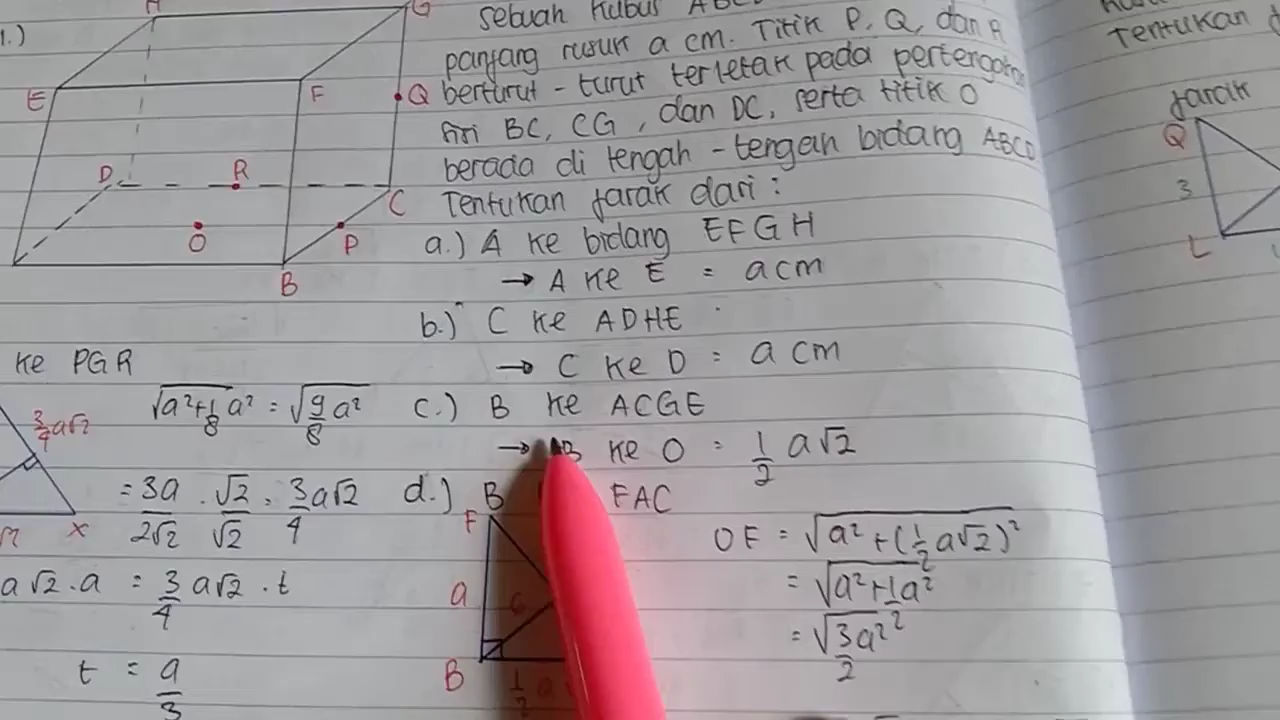 1.)
H
G
E
F
Q
D
R
C
O
P
B
Sebuah kubus
panjang rusuk a cm. Titik P, Q, dan R
berturut - turut terletak pada
BC, CG, dan DC, serta titik O
berada di tengah - tengah bidang ABCD
Tentukan jarak dari :
a.) A ke bidang EFGH
→ A ke E = a cm
b.) C ke ADHE
→ C ke D = a cm
c.) B ke ACGE
→ B ke O = 1/2 a√2
d.) B FAC
F
a
B
OF = √a² + (1/2 a√2)²
= √a² + 1/2 a²
= √3/2 a²
ke PGR
3/4 a√2
x
√a² + 1/8 a² = √9/8 a²
= 3a/2√2 . √2/√2 = 3a√2/4
a√2 . a = 3/4 a√2 . t
t = a/3
Tentukan
Jarak
Q
3
L